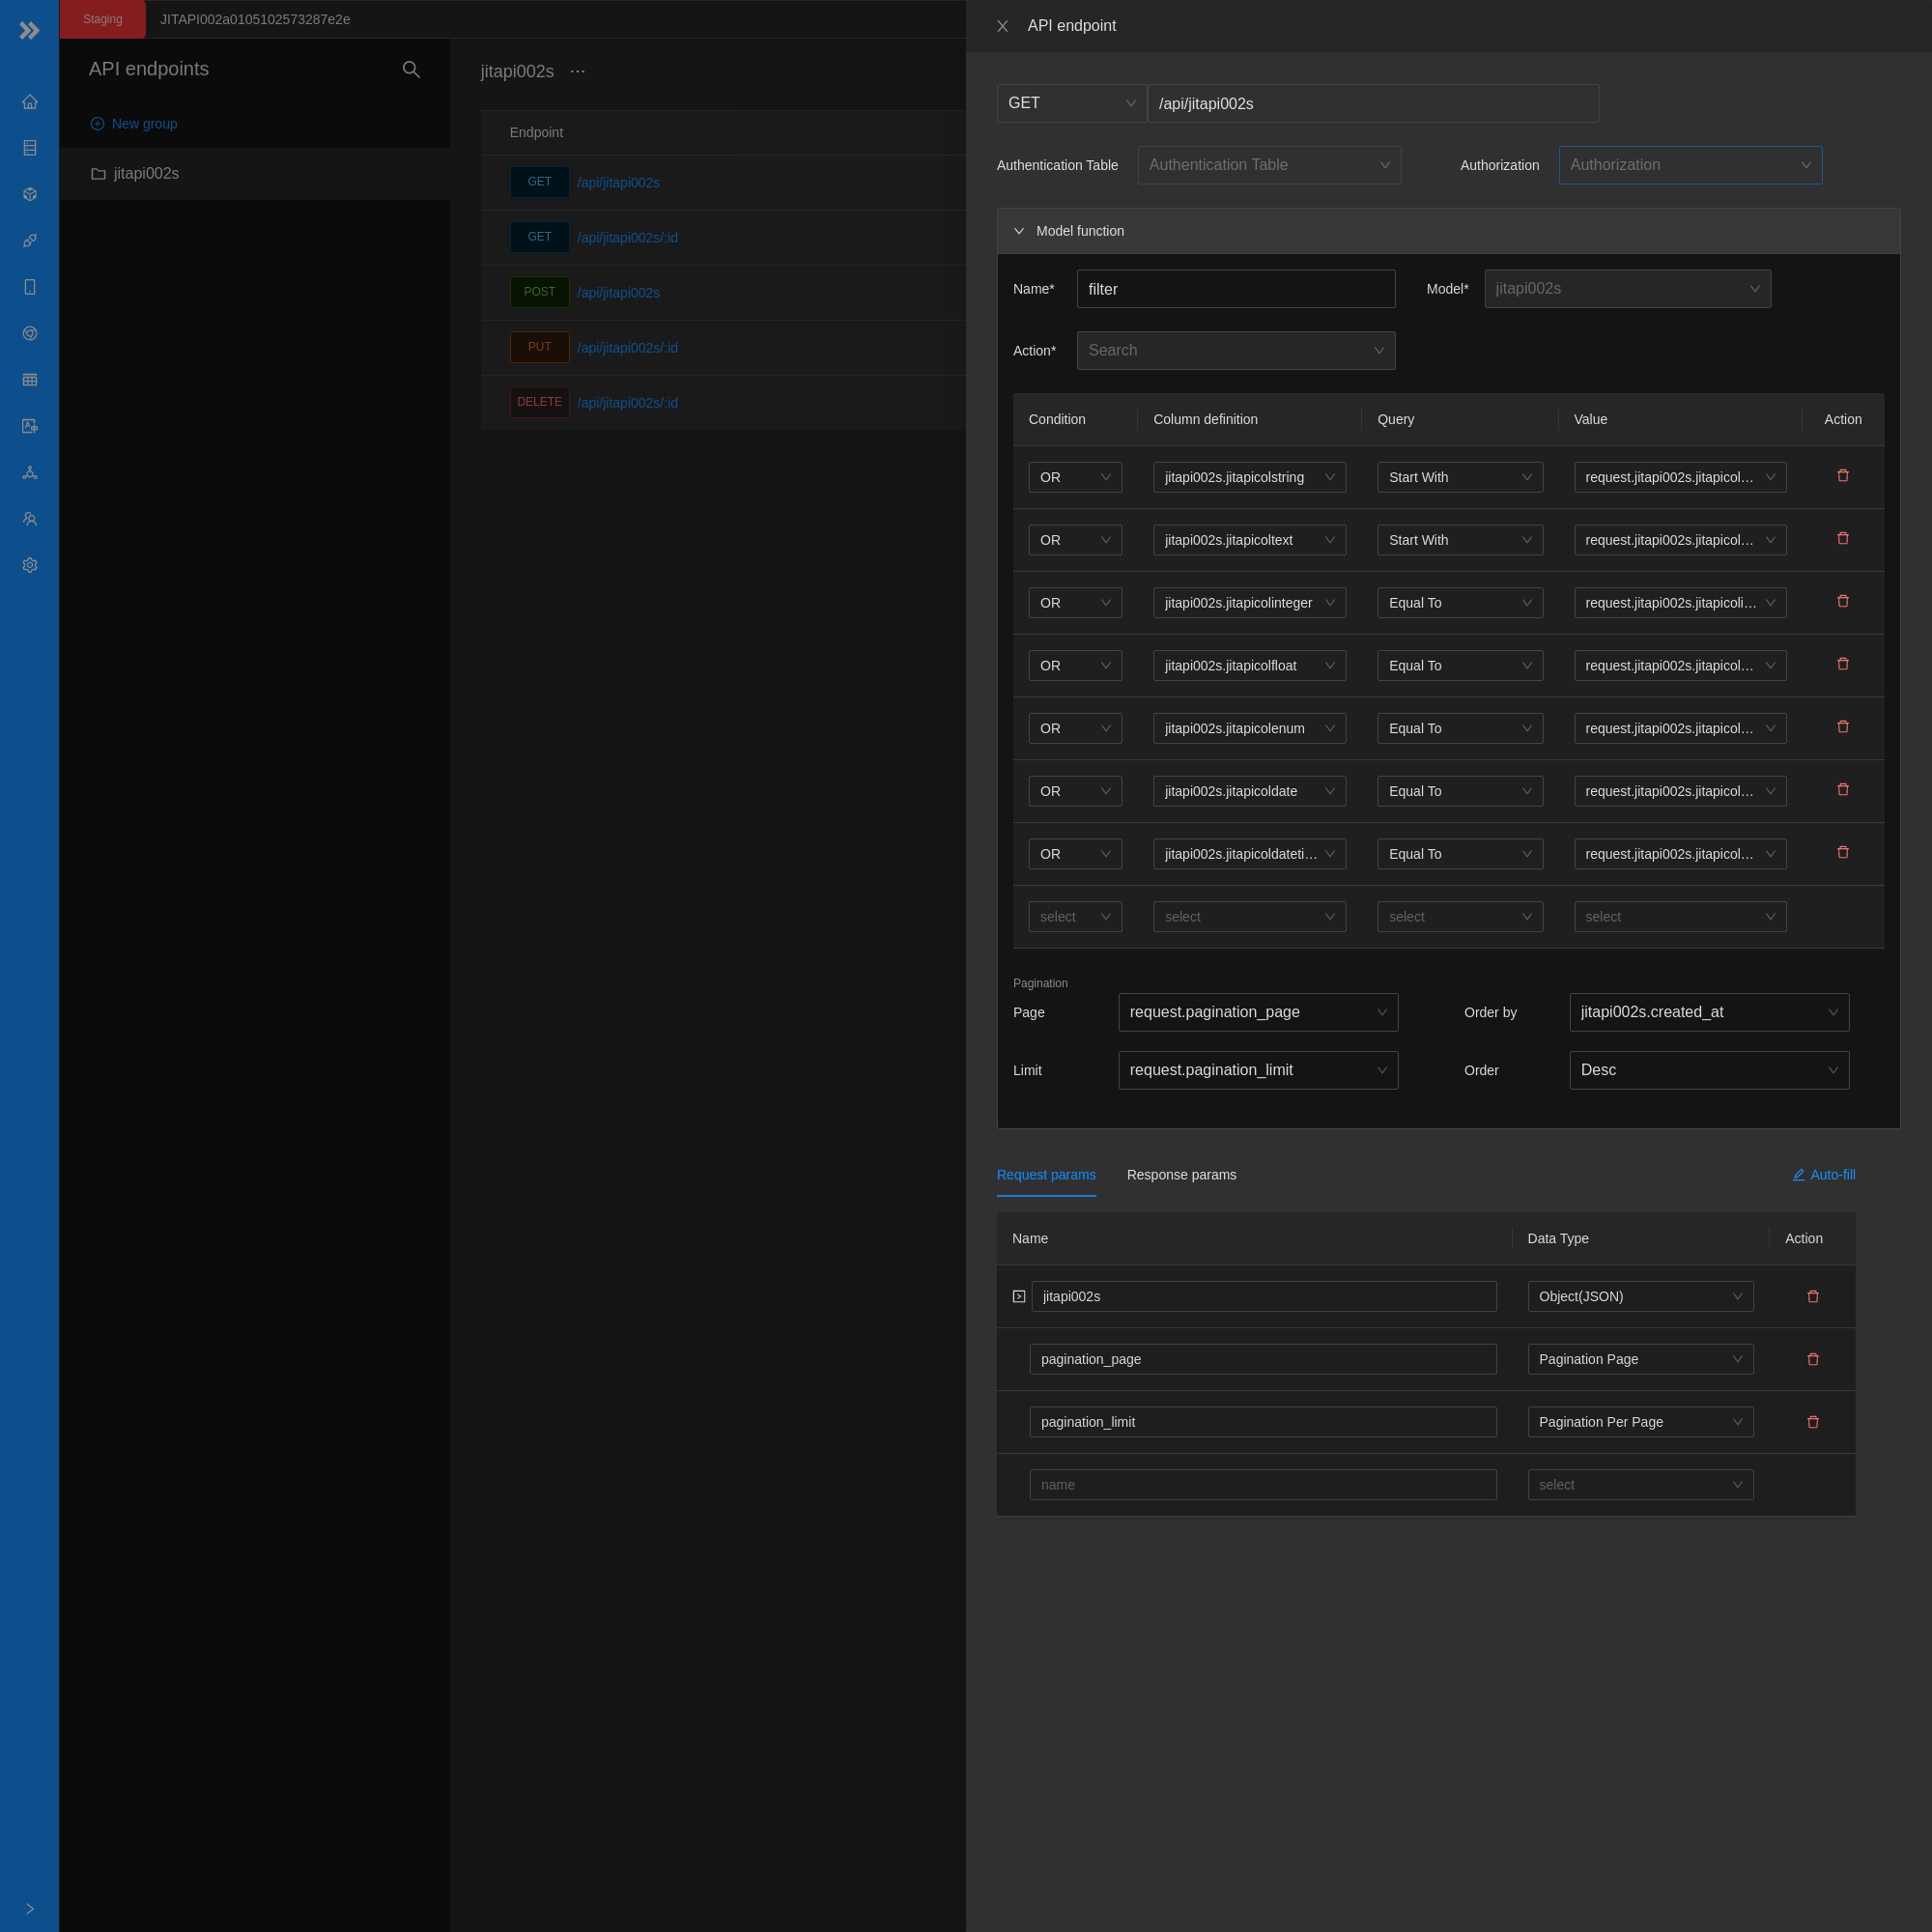 Staging
JITAPI002a0105102573287e2e
API endpoints
New group
jitapi002s
jitapi002s ···
Endpoint
GET /api/jitapi002s
GET /api/jitapi002s/:id
POST /api/jitapi002s
PUT /api/jitapi002s/:id
DELETE /api/jitapi002s/:id
API endpoint
GET /api/jitapi002s
Authentication Table Authentication Table Authorization Authorization
Model function
Name* filter Model* jitapi002s
Action* Search
Condition Column definition Query Value Action
OR jitapi002s.jitapicolstring Start With request.jitapi002s.jitapicol…
OR jitapi002s.jitapicoltext Start With request.jitapi002s.jitapicol…
OR jitapi002s.jitapicolinteger Equal To request.jitapi002s.jitapicoli…
OR jitapi002s.jitapicolfloat Equal To request.jitapi002s.jitapicol…
OR jitapi002s.jitapicolenum Equal To request.jitapi002s.jitapicol…
OR jitapi002s.jitapicoldate Equal To request.jitapi002s.jitapicol…
OR jitapi002s.jitapicoldateti… Equal To request.jitapi002s.jitapicol…
select select select select
Pagination
Page request.pagination_page Order by jitapi002s.created_at
Limit request.pagination_limit Order Desc
Request params Response params Auto-fill
Name Data Type Action
jitapi002s Object(JSON)
pagination_page Pagination Page
pagination_limit Pagination Per Page
name select